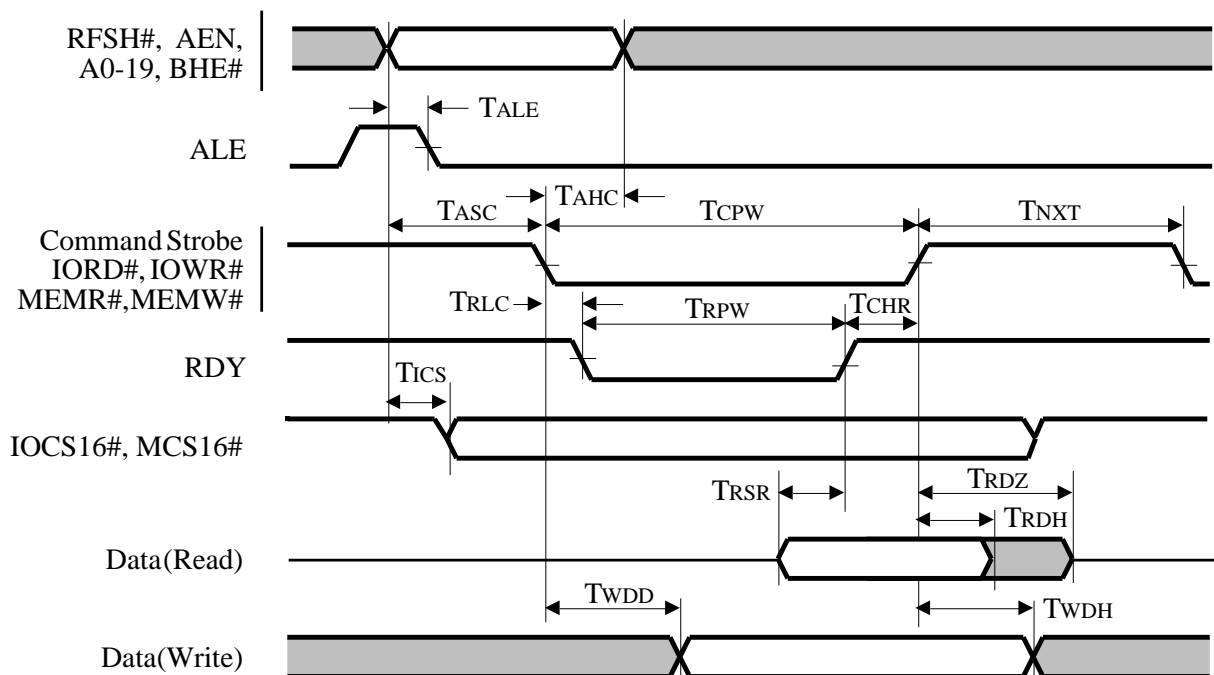 RFSH#, AEN,
A0-19, BHE#
TALE
ALE
TAHC
TASC
TCPW
TNXT
Command Strobe
IORD#, IOWR#
MEMR#,MEMW#
TRLC
TRPW
TCHR
RDY
TICS
IOCS16#, MCS16#
TRSR
TRDZ
TRDH
Data(Read)
TWDD
TWDH
Data(Write)